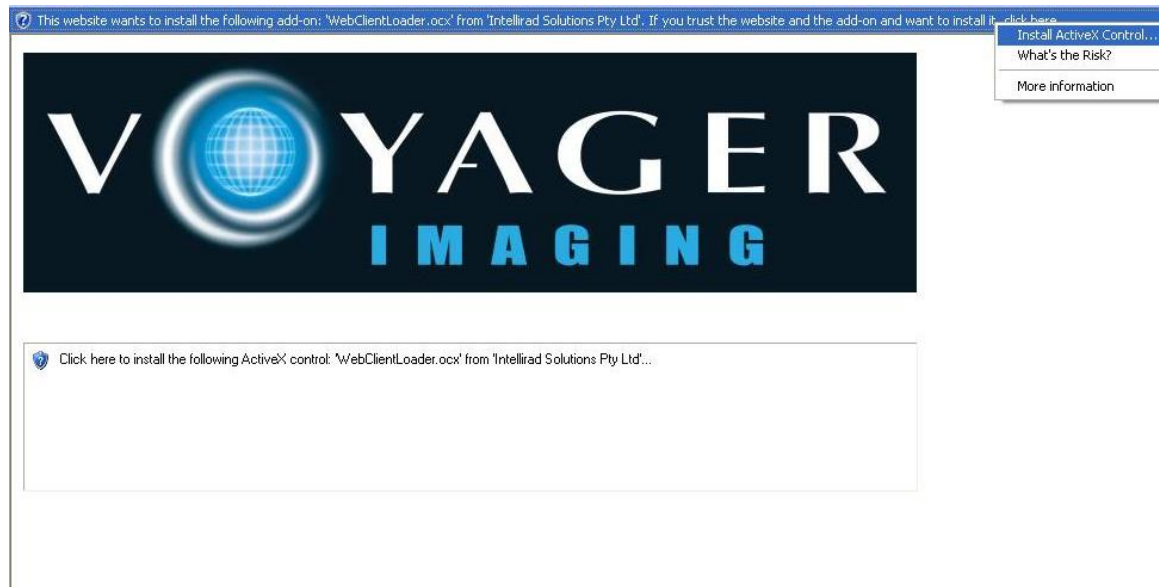 This website wants to install the following add-on: 'WebClientLoader.ocx' from 'Intellirad Solutions Pty Ltd'. If you trust the website and the add-on and want to install it, click here...
Install ActiveX Control...
What's the Risk?
More information
VOYAGER
IMAGING
Click here to install the following ActiveX control: 'WebClientLoader.ocx' from 'Intellirad Solutions Pty Ltd'...